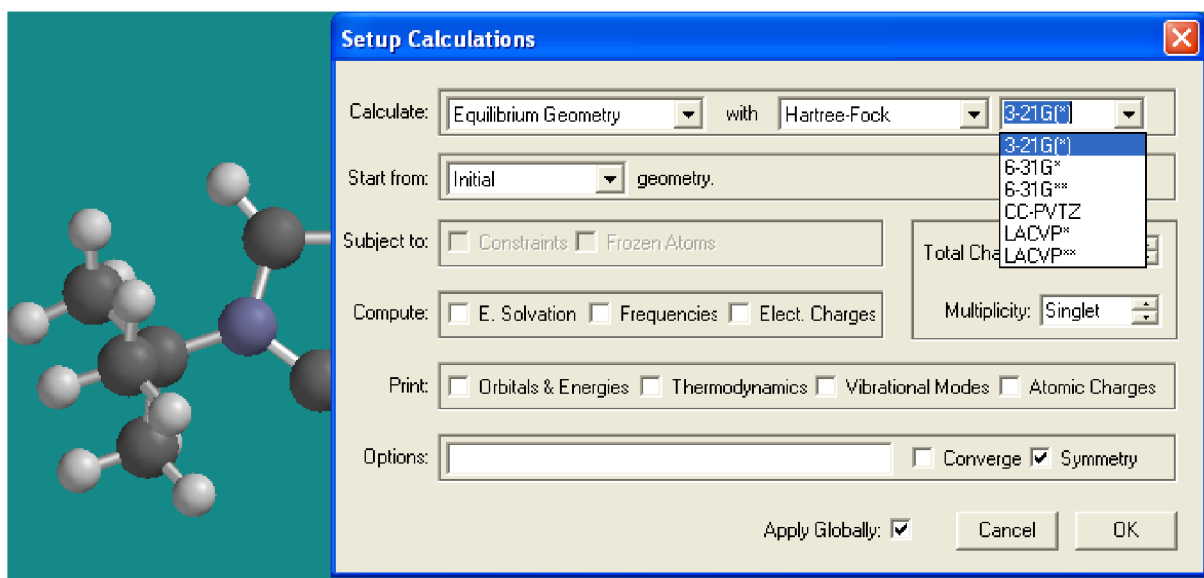 Setup Calculations
Calculate: Equilibrium Geometry with Hartree-Fock 3-21G(*)
3-21G(*)
6-31G*
6-31G**
CC-PVTZ
LACVP*
LACVP**
Start from: Initial geometry.
Subject to: Constraints Frozen Atoms
Total Cha
Compute: E. Solvation Frequencies Elect. Charges
Multiplicity: Singlet
Print: Orbitals & Energies Thermodynamics Vibrational Modes Atomic Charges
Options: Converge Symmetry
Apply Globally: Cancel OK